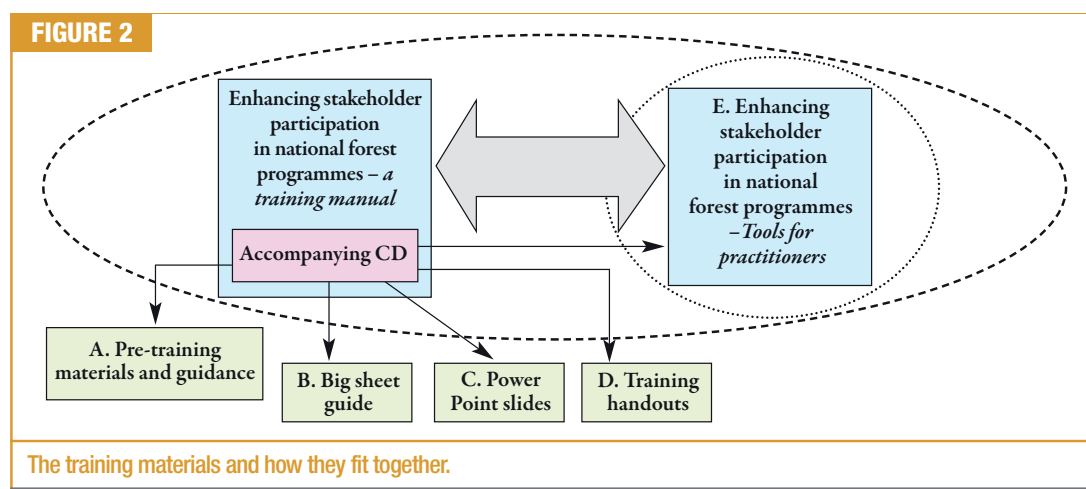 FIGURE 2
Enhancing stakeholder
participation
in national forest
programmes – a
training manual
Accompanying CD
E. Enhancing
stakeholder
participation
in national
forest programmes
–Tools for
practitioners
A. Pre-training
materials and guidance
B. Big sheet
guide
C. Power
Point slides
D. Training
handouts
The training materials and how they fit together.